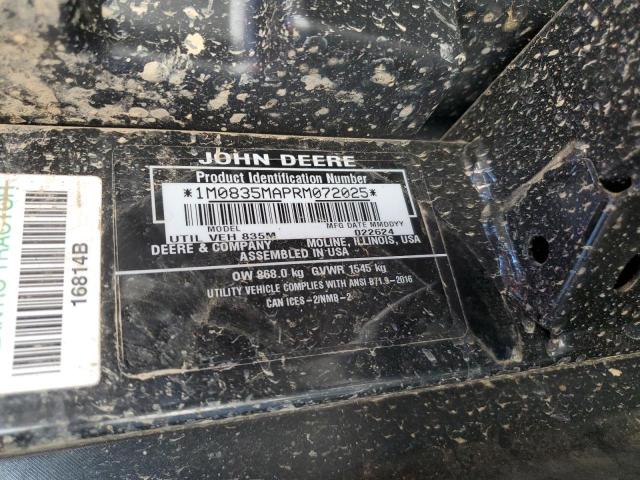 JOHN DEERE
Product Identification Number
*1M0835MAPRM072025*
MODEL MFG DATE MMDDYY
UTIL VEH 835M 022624
DEERE & COMPANY MOLINE, ILLINOIS, USA
ASSEMBLED IN USA
OW 868.0 kg GVWR 1545 kg
UTILITY VEHICLE COMPLIES WITH ANSI B71.9-2016
CAN ICES-2/NMB-2
16814B
TRACTOR